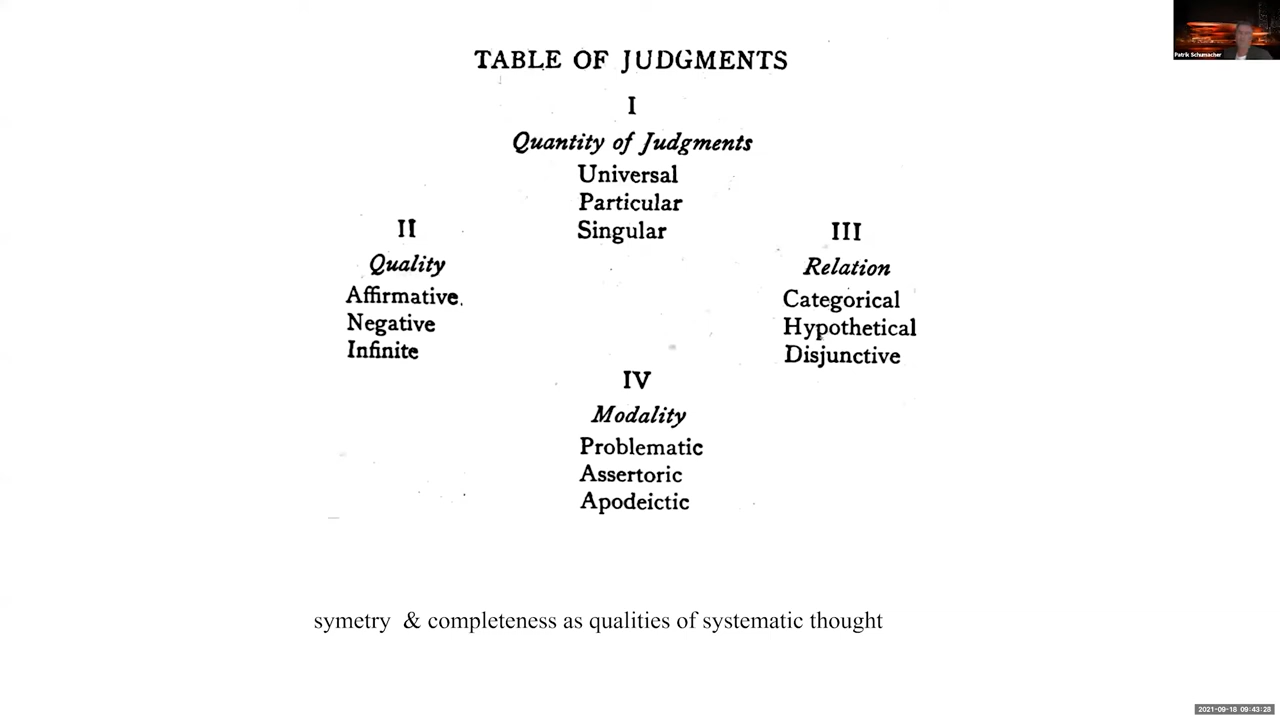 Patrik Schumacher
TABLE OF JUDGMENTS
I
Quantity of Judgments
Universal
Particular
Singular
II
Quality
Affirmative
Negative
Infinite
III
Relation
Categorical
Hypothetical
Disjunctive
IV
Modality
Problematic
Assertoric
Apodeictic
symetry & completeness as qualities of systematic thought
2021-09-18 09:43:28